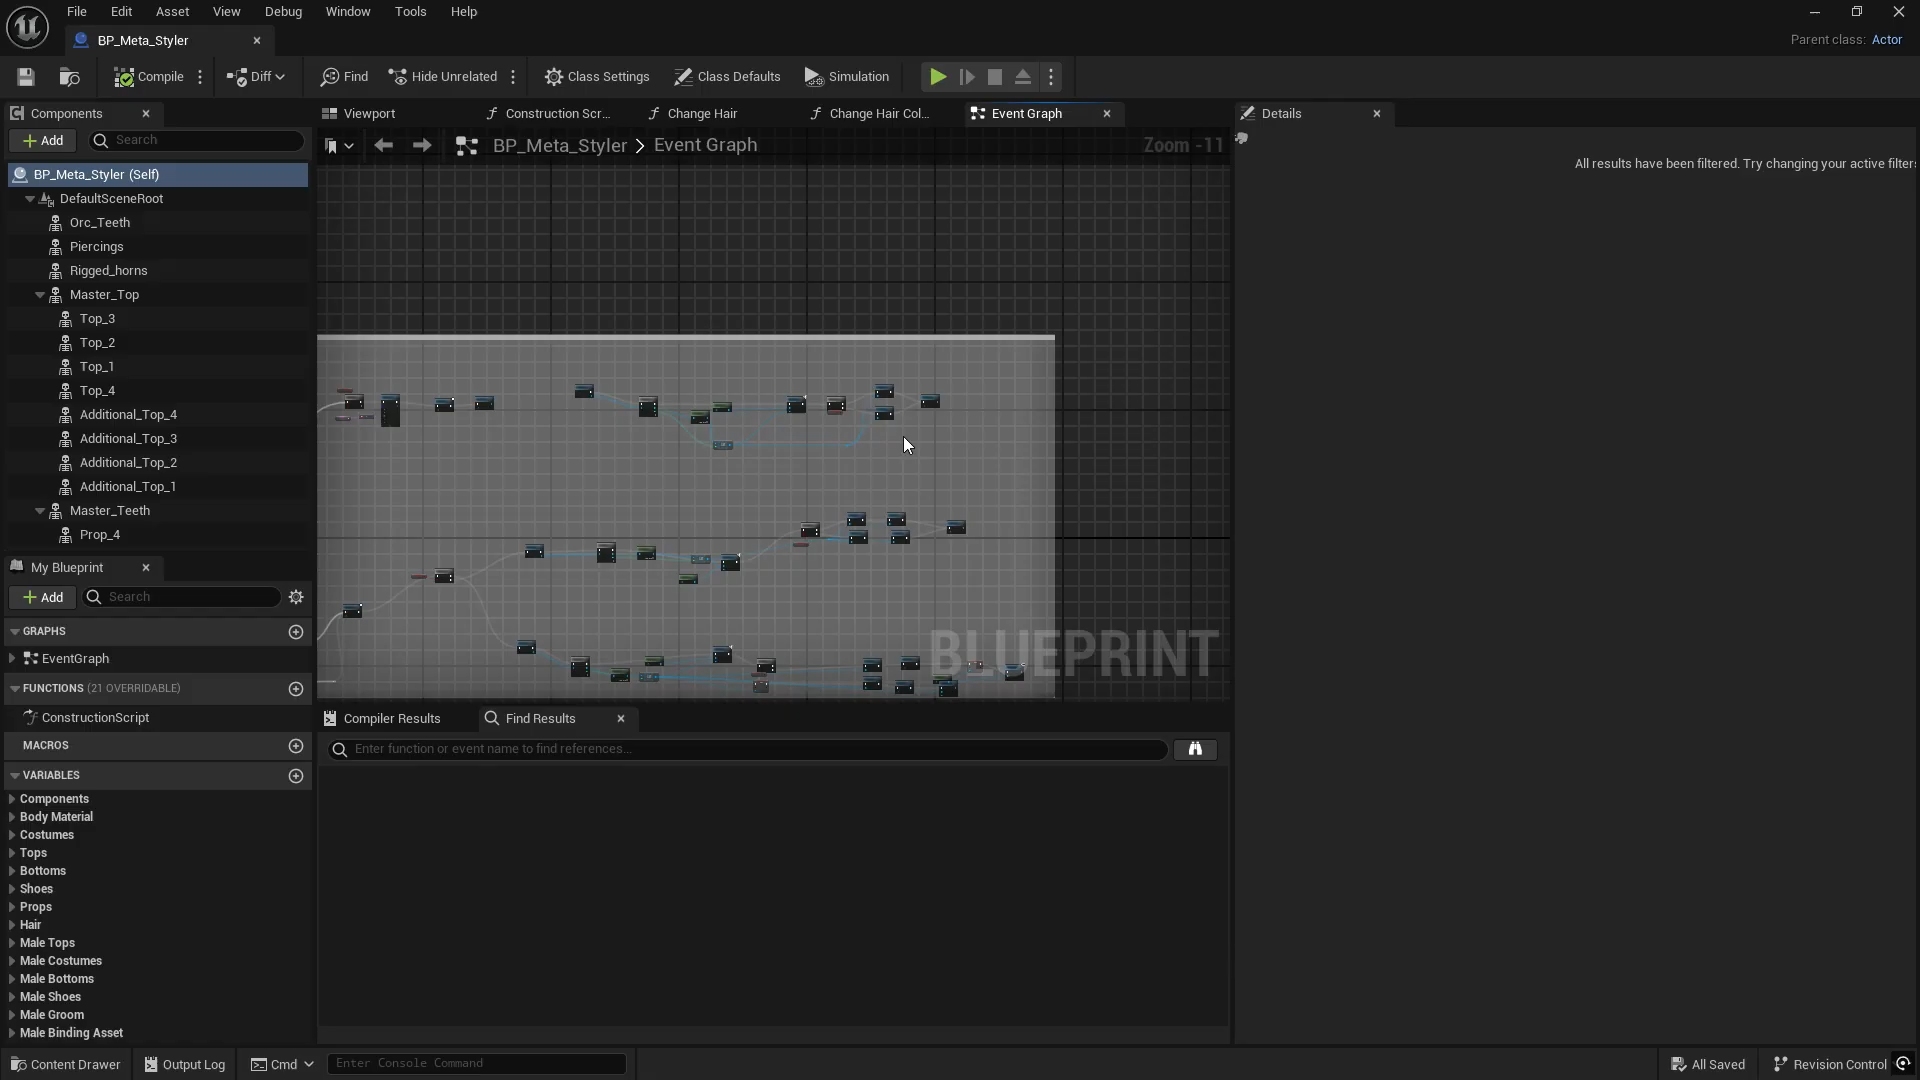 File Edit Asset View Debug Window Tools Help
BP_Meta_Styler
Parent class: Actor
Compile
Diff
Find
Hide Unrelated
Class Settings
Class Defaults
Simulation
Components
Viewport
Construction Scr...
Change Hair
Change Hair Col...
Event Graph
Details
Add
Search
BP_Meta_Styler > Event Graph
Zoom -11
All results have been filtered. Try changing your active filters
BP_Meta_Styler (Self)
DefaultSceneRoot
Orc_Teeth
Piercings
Rigged_horns
Master_Top
Top_3
Top_2
Top_1
Top_4
Additional_Top_4
Additional_Top_3
Additional_Top_2
Additional_Top_1
Master_Teeth
Prop_4
My Blueprint
Add
Search
GRAPHS
EventGraph
FUNCTIONS (21 OVERRIDABLE)
ConstructionScript
MACROS
VARIABLES
Components
Body Material
Costumes
Tops
Bottoms
Shoes
Props
Hair
Male Tops
Male Costumes
Male Bottoms
Male Shoes
Male Groom
Male Binding Asset
BLUEPRINT
Compiler Results
Find Results
Enter function or event name to find references...
Content Drawer
Output Log
Cmd
Enter Console Command
All Saved
Revision Control